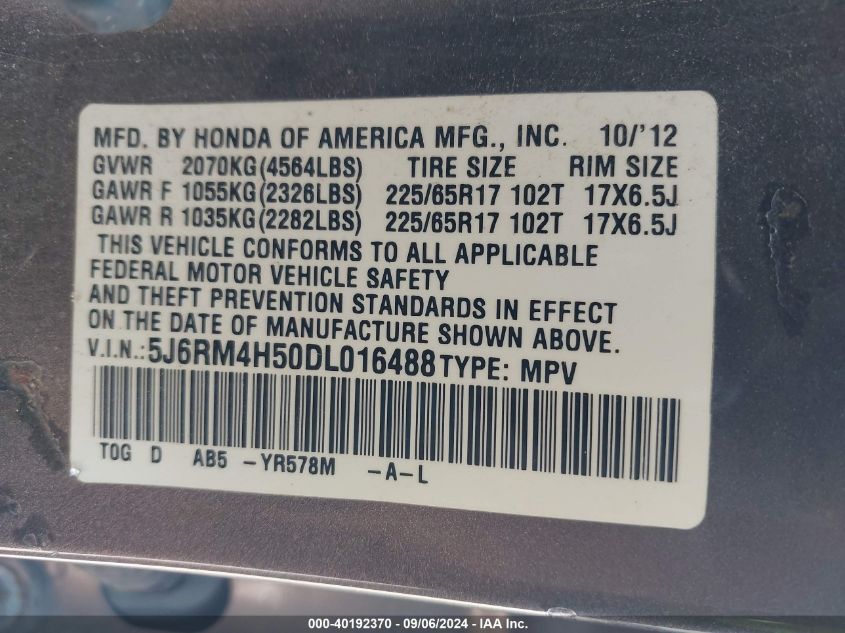 MFD. BY HONDA OF AMERICA MFG., INC. 10/'12
GVWR 2070KG(4564LBS) TIRE SIZE RIM SIZE
GAWR F 1055KG(2326LBS) 225/65R17 102T 17X6.5J
GAWR R 1035KG(2282LBS) 225/65R17 102T 17X6.5J
THIS VEHICLE CONFORMS TO ALL APPLICABLE
FEDERAL MOTOR VEHICLE SAFETY
AND THEFT PREVENTION STANDARDS IN EFFECT
ON THE DATE OF MANUFACTURE SHOWN ABOVE.
V.I.N.:5J6RM4H50DL016488 TYPE: MPV
TOG D AB5 -YR578M -A-L
000-40192370 - 09/06/2024 - IAA Inc.